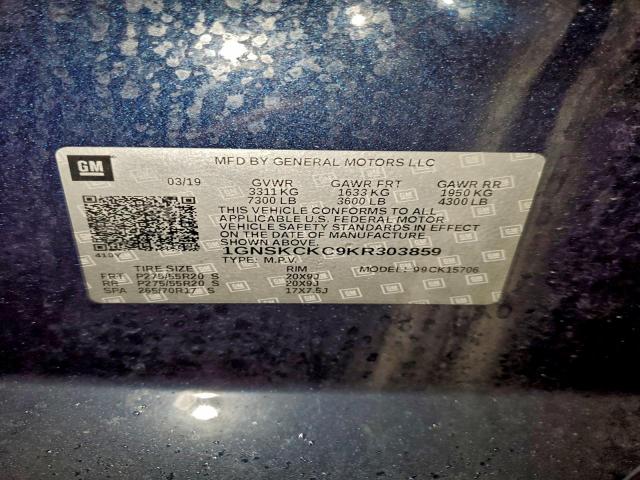 GM
MFD BY GENERAL MOTORS LLC
03/19 GVWR GAWR FRT GAWR RR
3311 KG 1633 KG 1950 KG
7300 LB 3600 LB 4300 LB
THIS VEHICLE CONFORMS TO ALL
APPLICABLE U.S. FEDERAL MOTOR
VEHICLE SAFETY STANDARDS IN EFFECT
ON THE DATE OF MANUFACTURE
SHOWN ABOVE.
1GNSKCKC9KR303859
419Y
TYPE: M.P.V. MODEL: 99CK15706
TIRE SIZE RIM
FRT P275/55R20 S 20X9J
RR P275/55R20 S 20X9J
SPA 265/70R17 S 17X7.5J